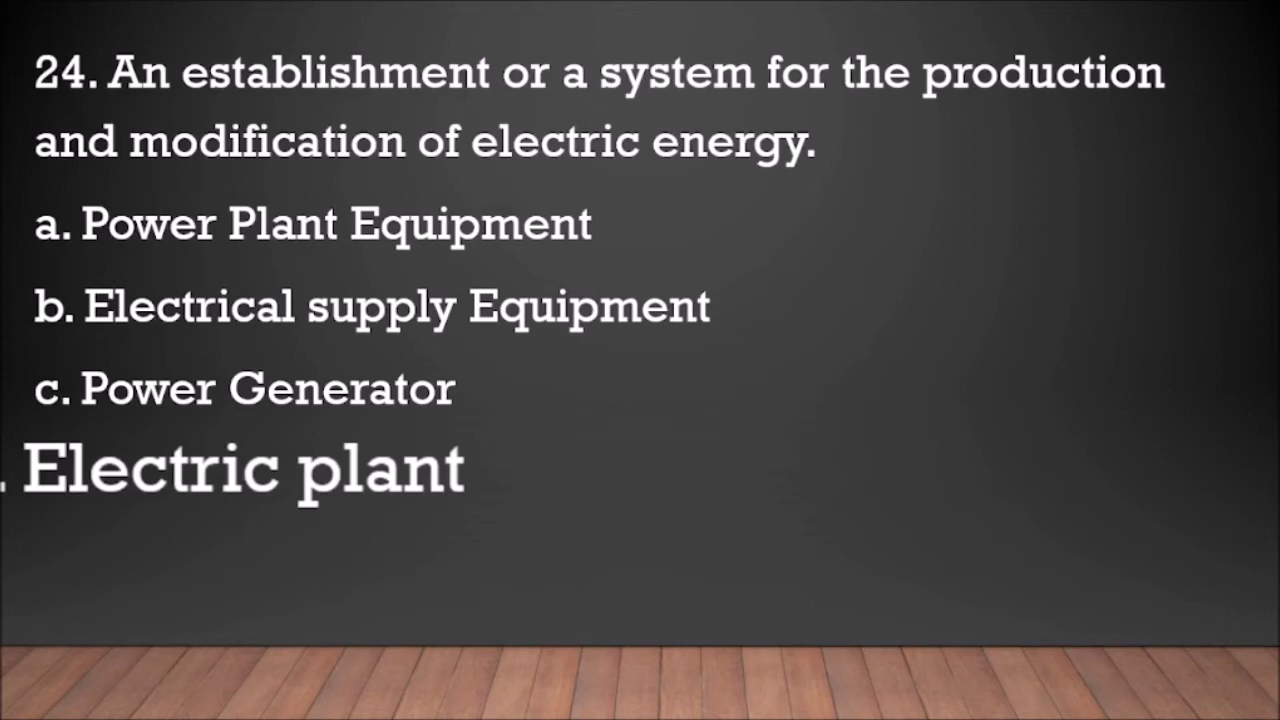 24. An establishment or a system for the production
and modification of electric energy.
a. Power Plant Equipment
b. Electrical supply Equipment
c. Power Generator
. Electric plant